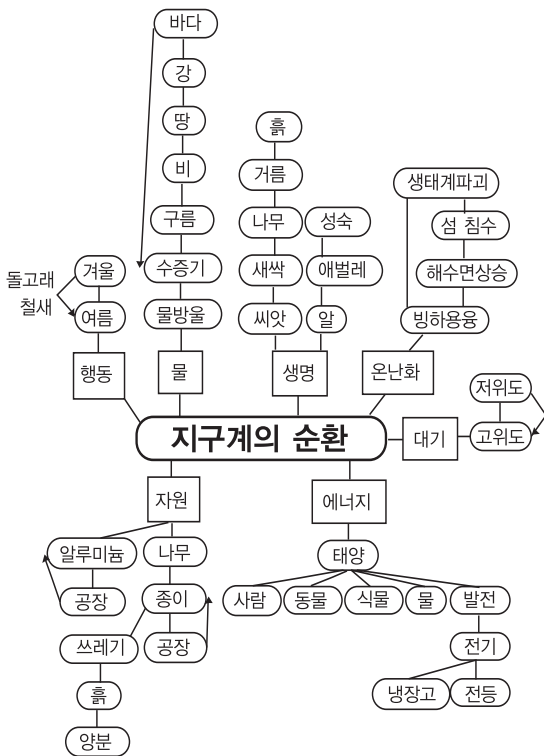 바다
강
땅
비
구름
수증기
물방울
물
흙
거름
나무
새싹
씨앗
성숙
애벌레
알
생명
생태계파괴
섬 침수
해수면상승
빙하용융
온난화
돌고래
철새
겨울
여름
행동
지구계의 순환
대기
저위도
고위도
자원
알루미늄
공장
나무
종이
공장
쓰레기
흙
양분
에너지
태양
사람
동물
식물
물
발전
전기
냉장고
전등